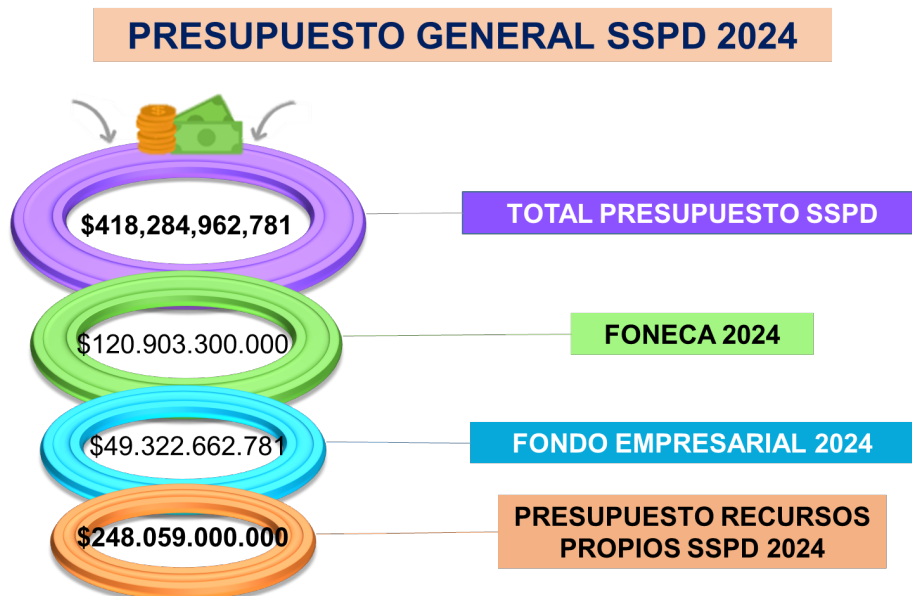 PRESUPUESTO GENERAL SSPD 2024
$418,284,962,781
TOTAL PRESUPUESTO SSPD
$120.903.300.000
FONECA 2024
$49.322.662.781
FONDO EMPRESARIAL 2024
$248.059.000.000
PRESUPUESTO RECURSOS
PROPIOS SSPD 2024